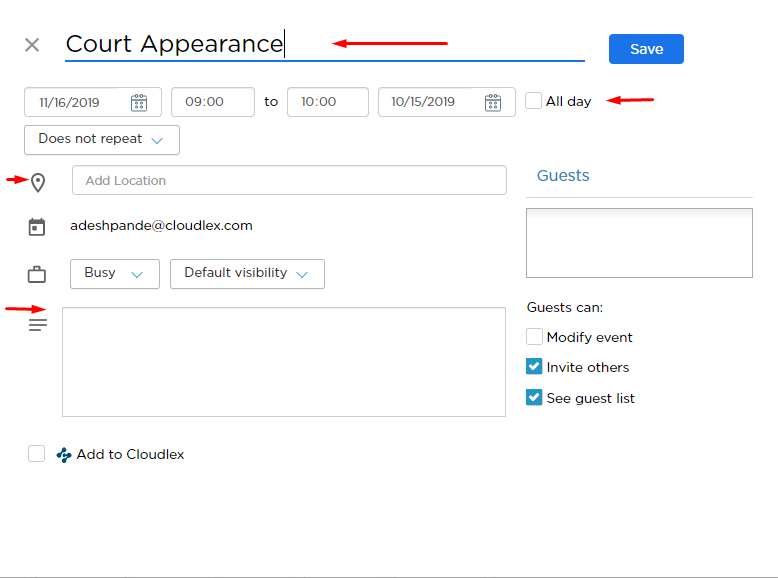 Court Appearance
Save
11/16/2019 09:00 to 10:00 10/15/2019 All day
Does not repeat
Add Location
Guests
adeshpande@cloudlex.com
Busy Default visibility
Guests can:
Modify event
Invite others
See guest list
Add to Cloudlex